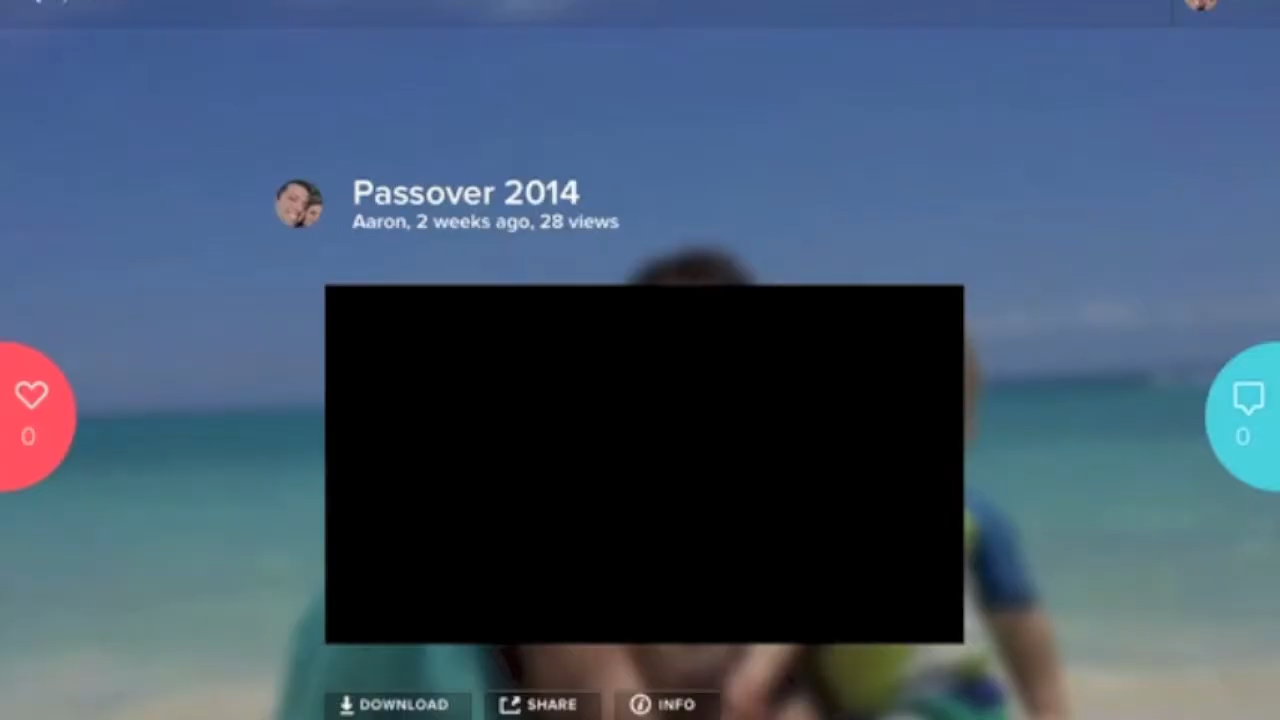 Passover 2014
Aaron, 2 weeks ago, 28 views
0
0
DOWNLOAD
SHARE
INFO